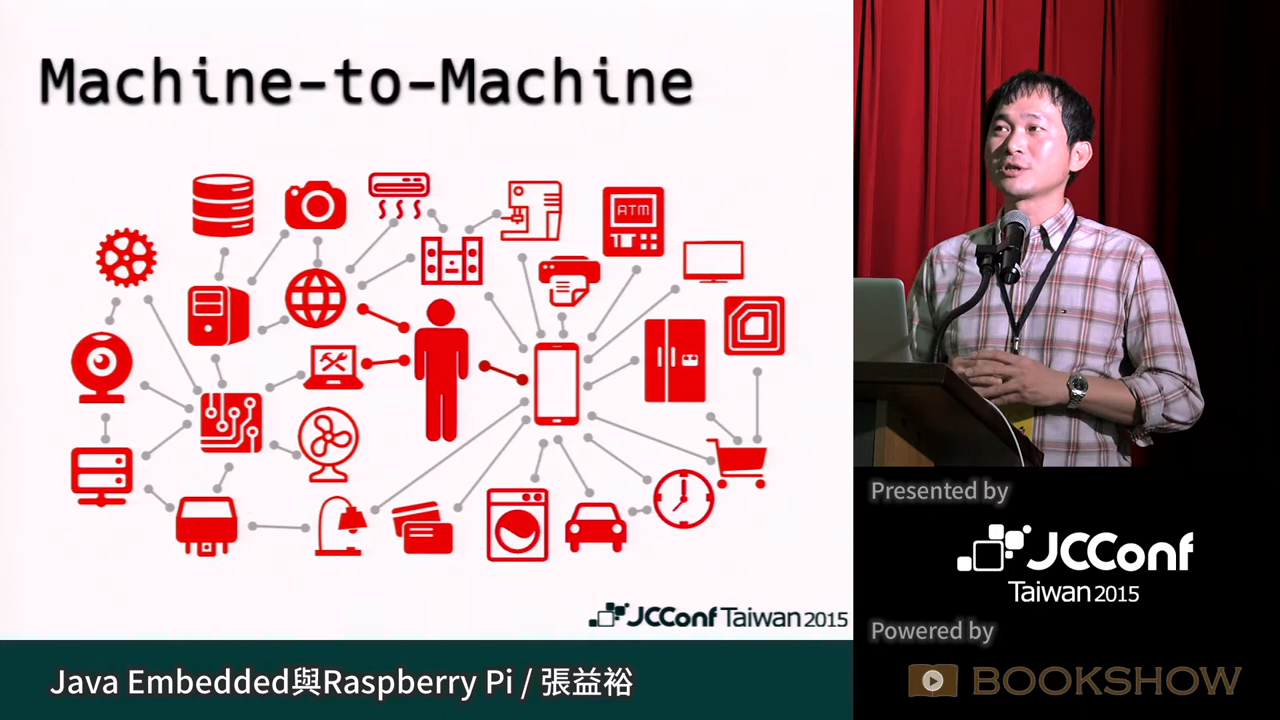 Machine-to-Machine
ATM
JCConf Taiwan 2015
Java Embedded與Raspberry Pi / 張益裕
Presented by
JCConf
Taiwan 2015
Powered by
BOOKSHOW